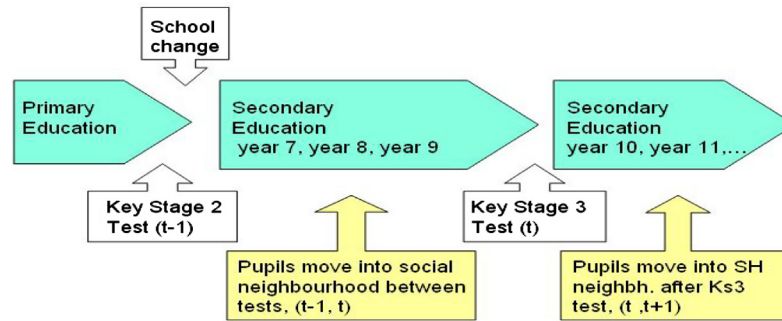 School
change
Primary
Education
Secondary
Education
year 7, year 8, year 9
Secondary
Education
year 10, year 11,...
Key Stage 2
Test (t-1)
Key Stage 3
Test (t)
Pupils move into social
neighbourhood between
tests, (t-1, t)
Pupils move into SH
neighbh. after Ks3
test, (t ,t+1)